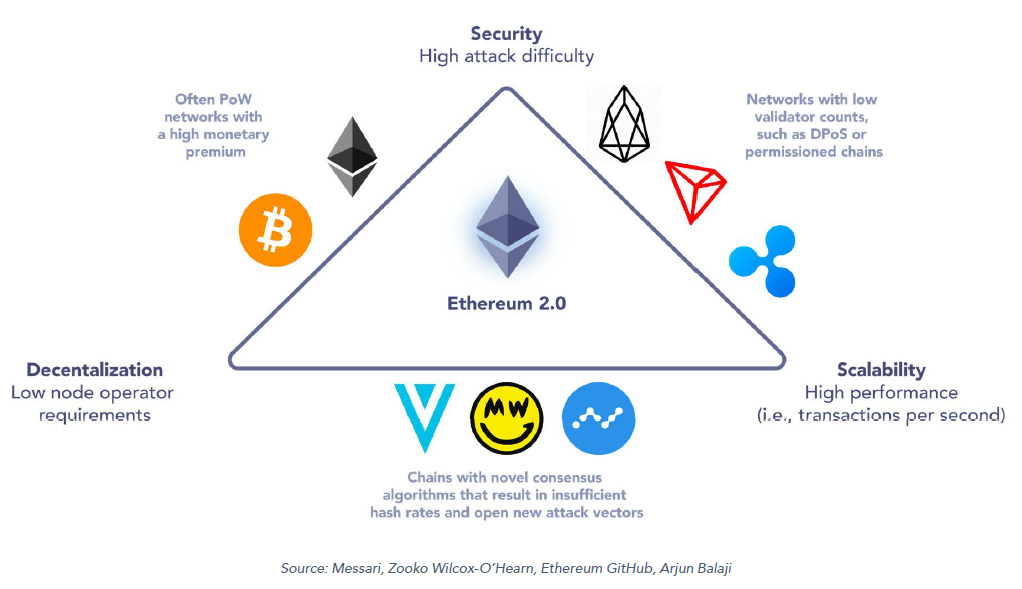 Security
High attack difficulty
Often PoW
networks with
a high monetary
premium
Networks with low
validator counts,
such as DPoS or
permissioned chains
Ethereum 2.0
Decentalization
Low node operator
requirements
Scalability
High performance
(i.e., transactions per second)
MW
Chains with novel consensus
algorithms that result in insufficient
hash rates and open new attack vectors
Source: Messari, Zooko Wilcox-O’Hearn, Ethereum GitHub, Arjun Balaji